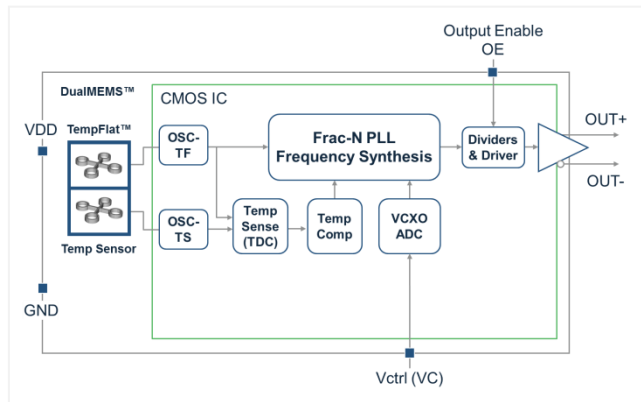 Output Enable
OE
DualMEMS™
CMOS IC
VDD
TempFlat™
OSC-
TF
Frac-N PLL
Frequency Synthesis
Dividers
& Driver
OUT+
OUT-
OSC-
TS
Temp
Sense
(TDC)
Temp
Comp
VCXO
ADC
Temp Sensor
GND
Vctrl (VC)